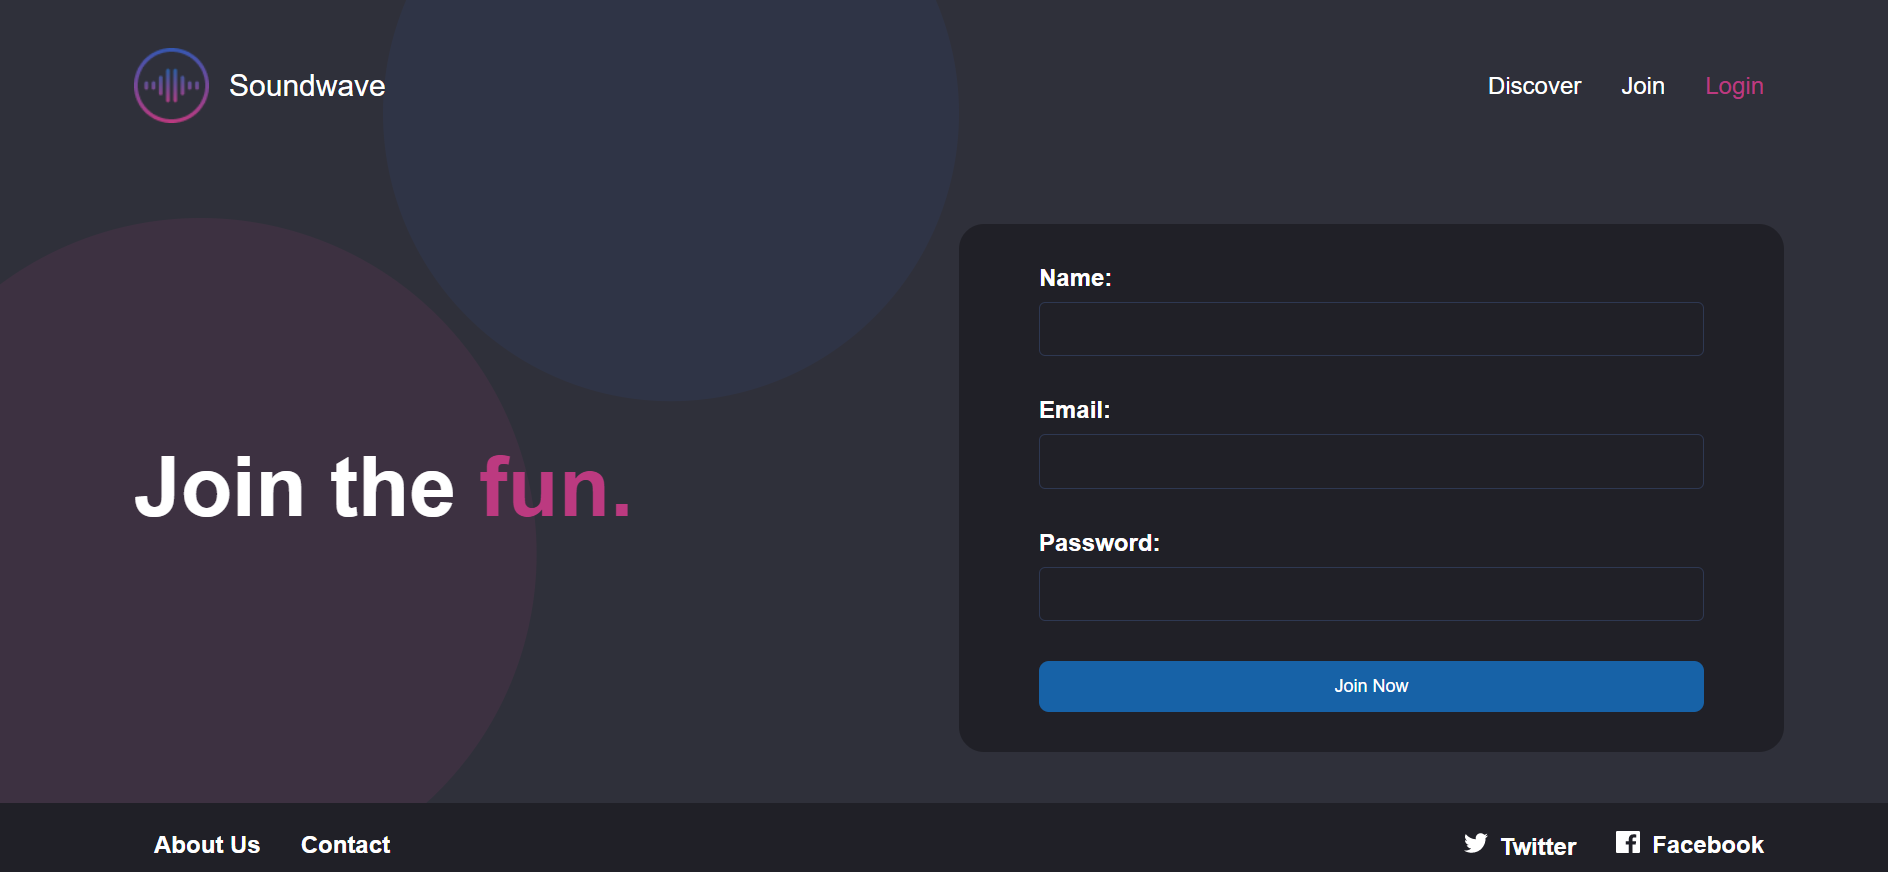 Soundwave
Discover Join Login
Join the fun.
Name:
Email:
Password:
Join Now
About Us Contact
Twitter Facebook